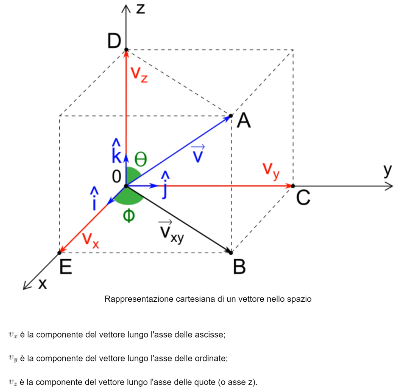 z
D
v_z
A
k̂
θ
v⃗
v_y
y
0
ĵ
C
î
Φ
v_x
v⃗_xy
E
B
x
Rappresentazione cartesiana di un vettore nello spazio
v_x è la componente del vettore lungo l'asse delle ascisse;
v_y è la componente del vettore lungo l'asse delle ordinate;
v_z è la componente del vettore lungo l'asse delle quote (o asse z).